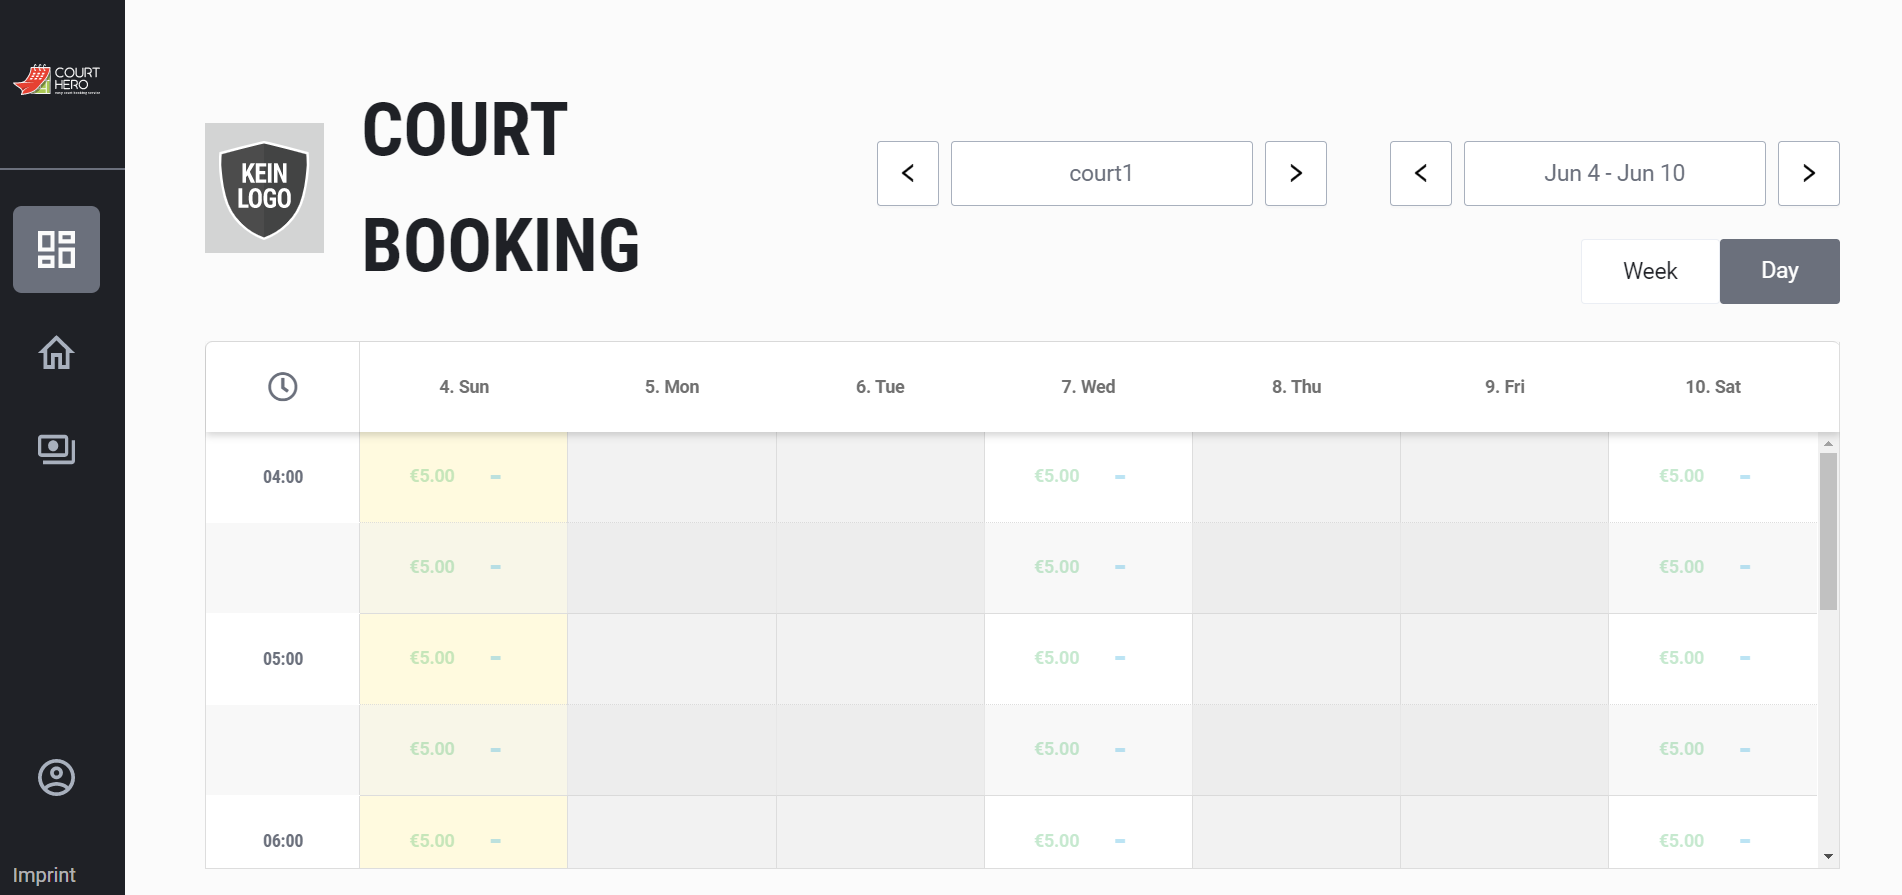 COURT
HERO
KEIN
LOGO
COURT
BOOKING
court1
Jun 4 - Jun 10
Week
Day
4. Sun
5. Mon
6. Tue
7. Wed
8. Thu
9. Fri
10. Sat
04:00
€5.00 -
€5.00 -
€5.00 -
€5.00 -
€5.00 -
€5.00 -
05:00
€5.00 -
€5.00 -
€5.00 -
€5.00 -
€5.00 -
€5.00 -
06:00
€5.00 -
€5.00 -
€5.00 -
Imprint